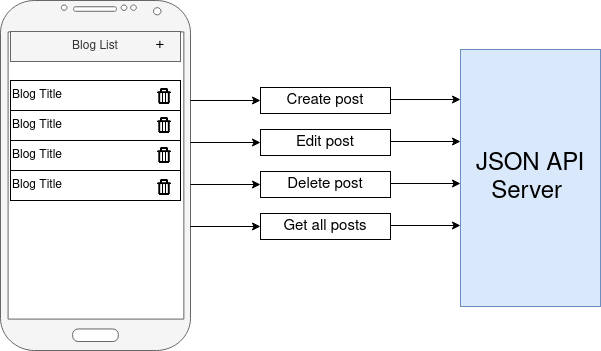 Blog List +
Blog Title
Blog Title
Blog Title
Blog Title
Create post
Edit post
Delete post
Get all posts
JSON API
Server